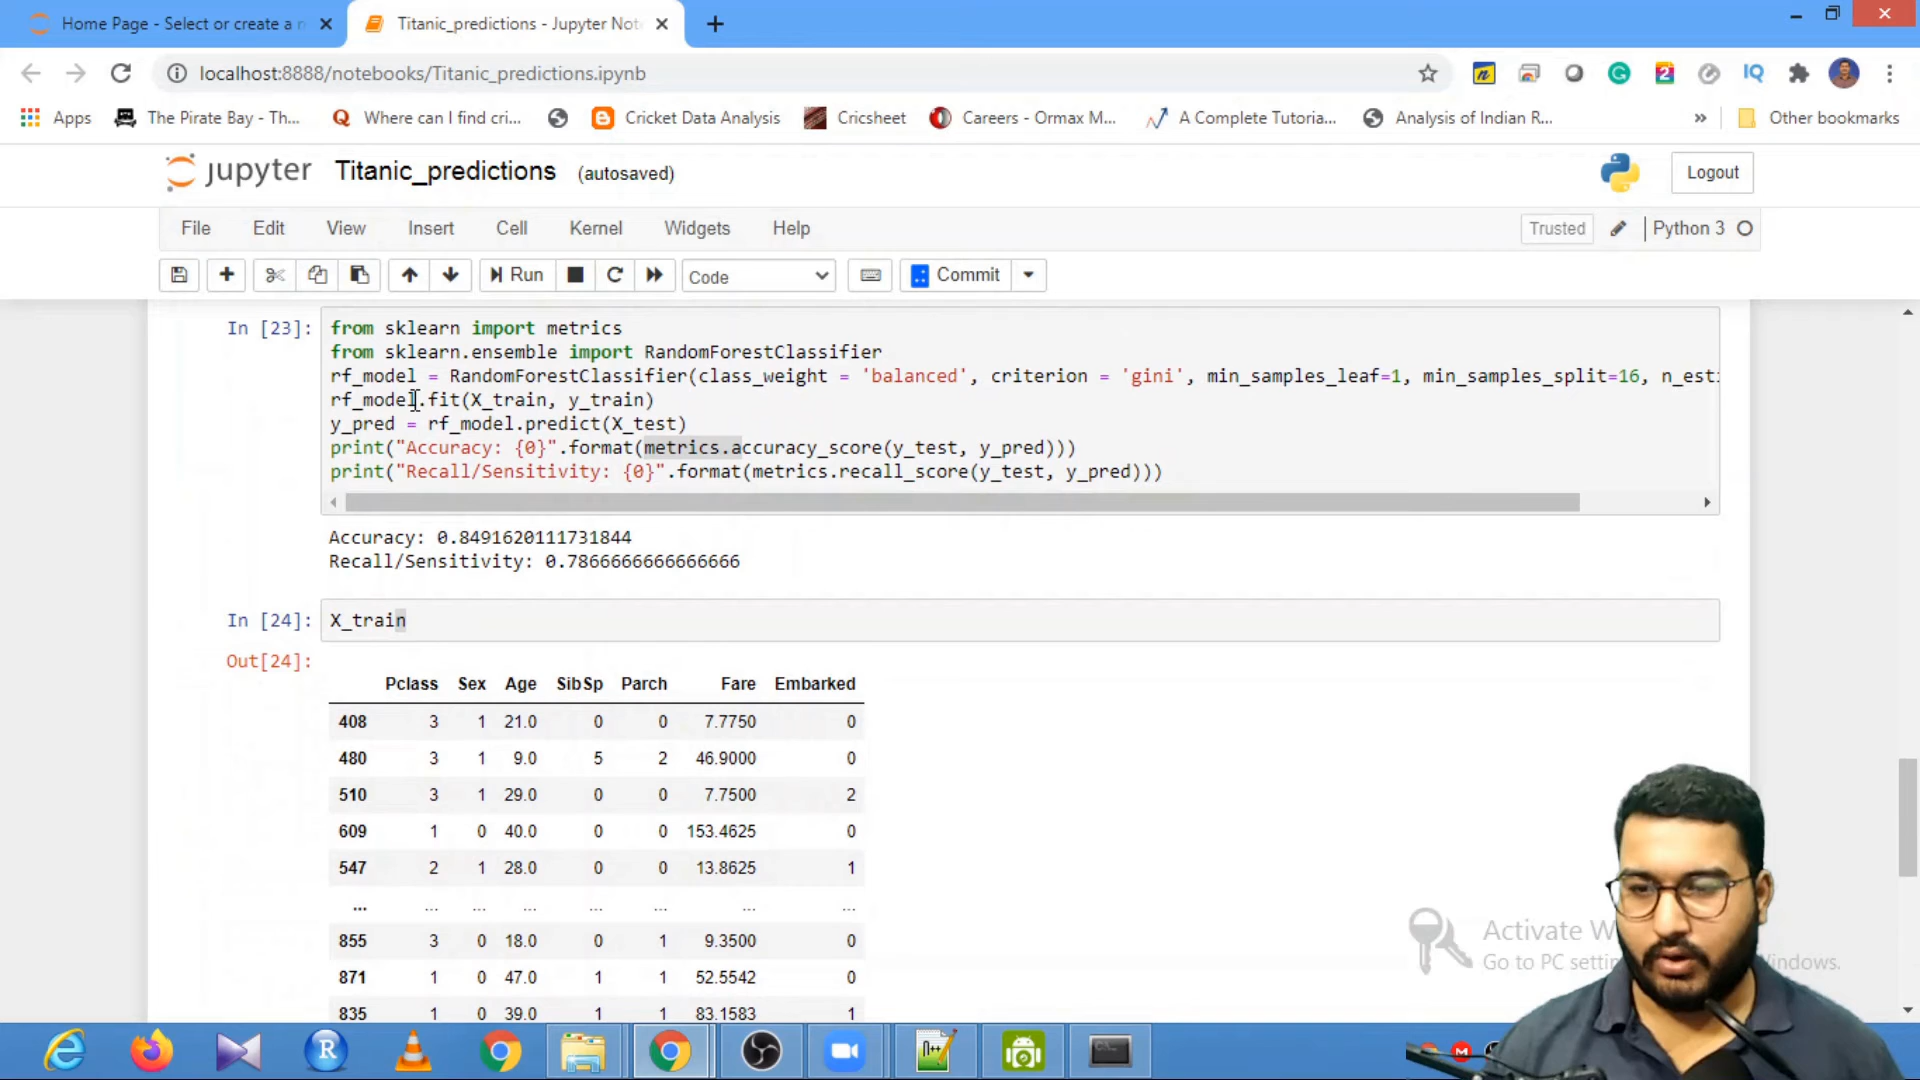 Home Page - Select or create a n
Titanic_predictions - Jupyter Not
localhost:8888/notebooks/Titanic_predictions.ipynb
Apps
The Pirate Bay - Th...
Where can I find cri...
Cricket Data Analysis
Cricsheet
Careers - Ormax M...
A Complete Tutoria...
Analysis of Indian R...
»
Other bookmarks
jupyter Titanic_predictions (autosaved)
Logout
File Edit View Insert Cell Kernel Widgets Help
Trusted
Python 3
Run
Code
Commit
In [23]:
from sklearn import metrics
from sklearn.ensemble import RandomForestClassifier
rf_model = RandomForestClassifier(class_weight = 'balanced', criterion = 'gini', min_samples_leaf=1, min_samples_split=16, n_est
rf_model.fit(X_train, y_train)
y_pred = rf_model.predict(X_test)
print("Accuracy: {0}".format(metrics.accuracy_score(y_test, y_pred)))
print("Recall/Sensitivity: {0}".format(metrics.recall_score(y_test, y_pred)))
Accuracy: 0.8491620111731844
Recall/Sensitivity: 0.7866666666666666
In [24]:
X_train
Out[24]:
Pclass Sex Age SibSp Parch Fare Embarked
408 3 1 21.0 0 0 7.7750 0
480 3 1 9.0 5 2 46.9000 0
510 3 1 29.0 0 0 7.7500 2
609 1 0 40.0 0 0 153.4625 0
547 2 1 28.0 0 0 13.8625 1
... ... ... ... ... ... ... ...
855 3 0 18.0 0 1 9.3500 0
871 1 0 47.0 1 1 52.5542 0
835 1 0 39.0 1 1 83.1583 1
Activate W
Go to PC settin
indows.